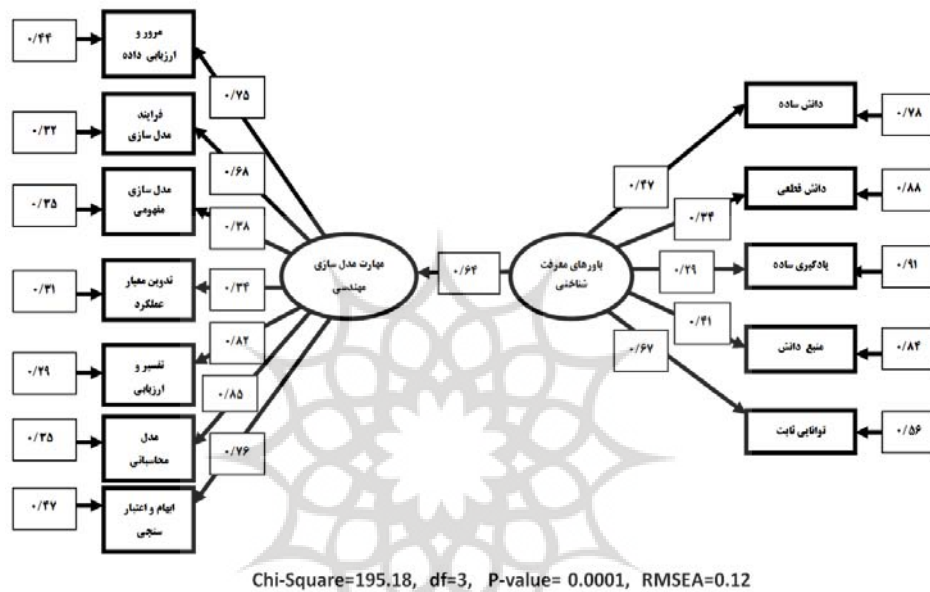 مرور و
ارزیابی داده
۰/۴۴
۰/۷۵
فرایند
مدل سازی
۰/۳۲
۰/۶۸
مدل سازی
مفهومی
۰/۳۵
۰/۳۸
تدوین معیار
عملکرد
۰/۳۱
۰/۳۴
تفسیر و
ارزیابی
۰/۲۹
۰/۸۲
مدل
محاسباتی
۰/۳۵
۰/۸۵
ابهام و اعتبار
سنجی
۰/۴۷
۰/۷۶
مهارت مدل سازی
مهندسی
۰/۶۴
باورهای معرفت
شناختی
دانش ساده
۰/۷۸
۰/۴۷
دانش قطعی
۰/۸۸
۰/۳۴
یادگیری ساده
۰/۹۱
۰/۲۹
منبع دانش
۰/۸۴
۰/۴۱
توانایی ثابت
۰/۵۶
۰/۶۷
Chi-Square=195.18, df=3, P-value= 0.0001, RMSEA=0.12